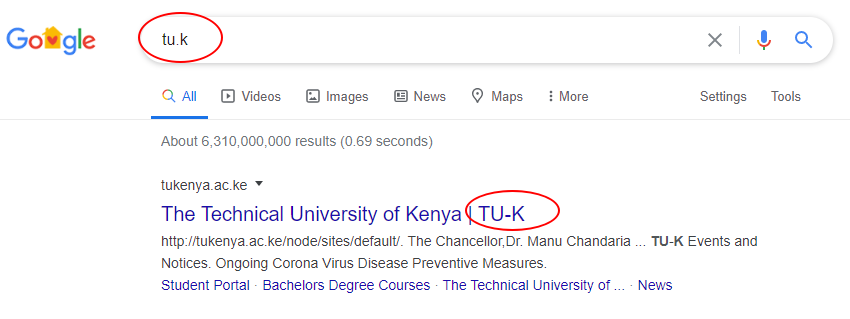 Google
tu.k
All Videos Images News Maps More Settings Tools
About 6,310,000,000 results (0.69 seconds)
tukenya.ac.ke
The Technical University of Kenya | TU-K
http://tukenya.ac.ke/node/sites/default/. The Chancellor,Dr. Manu Chandaria ... TU-K Events and
Notices. Ongoing Corona Virus Disease Preventive Measures.
Student Portal · Bachelors Degree Courses · The Technical University of ... · News